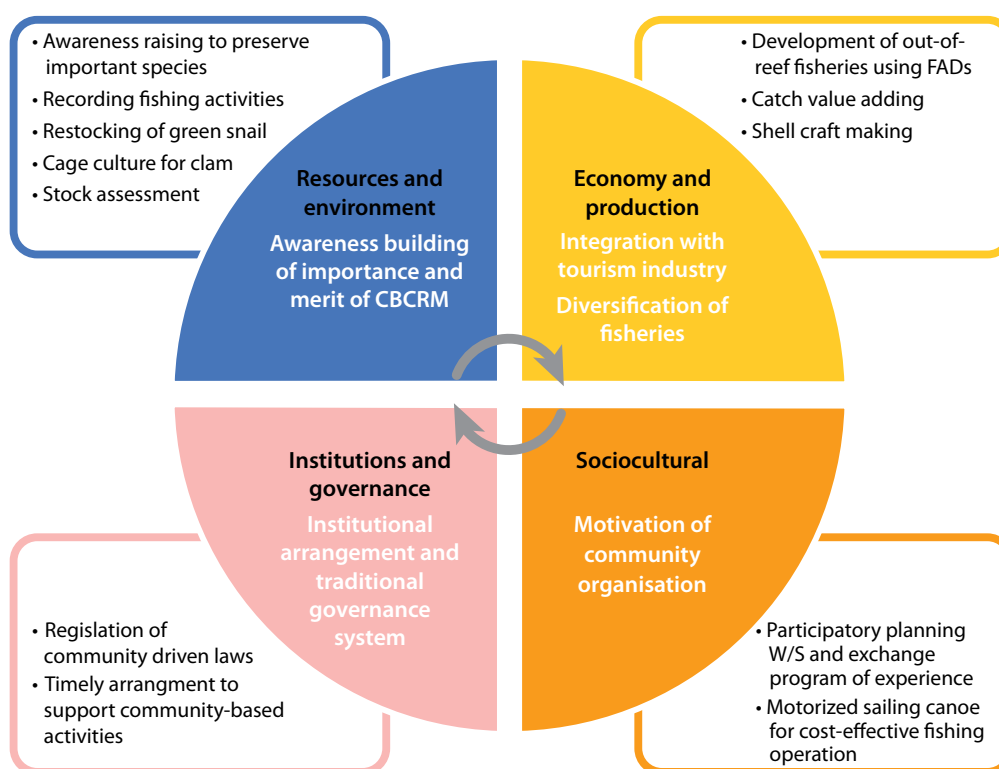 • Awareness raising to preserve
important species
• Recording fishing activities
• Restocking of green snail
• Cage culture for clam
• Stock assessment
Resources and
environment
Awareness building
of importance and
merit of CBCRM
• Development of out-of-
reef fisheries using FADs
• Catch value adding
• Shell craft making
Economy and
production
Integration with
tourism industry
Diversification of
fisheries
Institutions and
governance
Institutional
arrangement and
traditional
governance
system
• Regislation of
community driven laws
• Timely arrangment to
support community-based
activities
Sociocultural
Motivation of
community
organisation
• Participatory planning
W/S and exchange
program of experience
• Motorized sailing canoe
for cost-effective fishing
operation